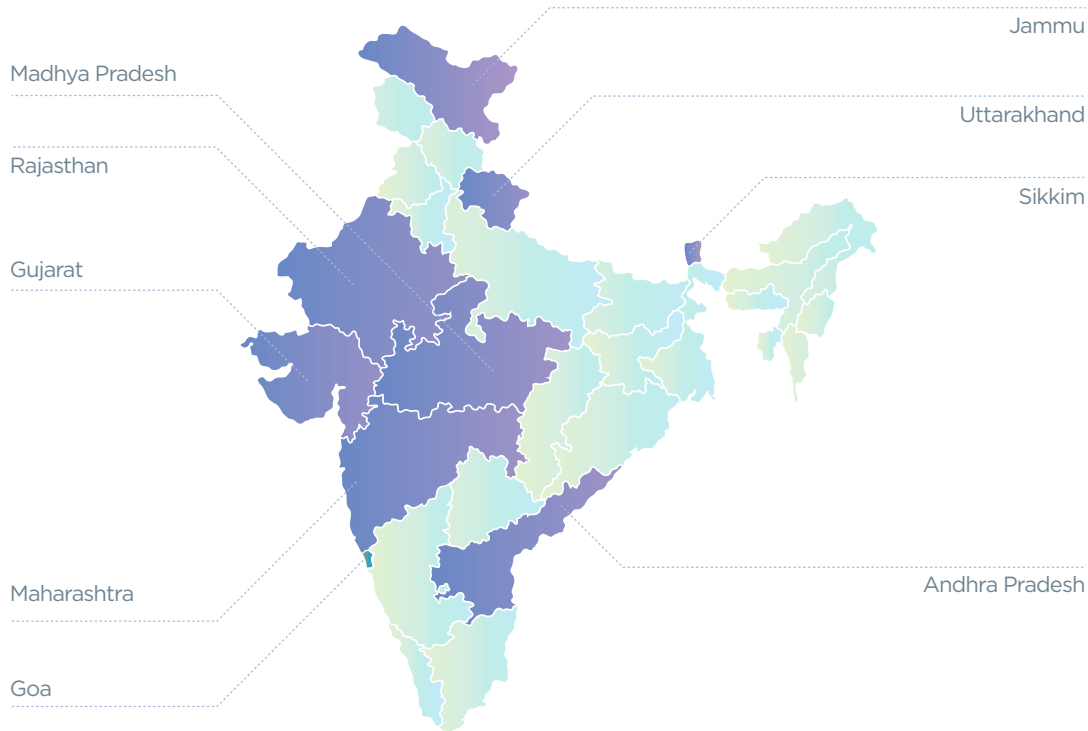 Jammu
Madhya Pradesh
Uttarakhand
Rajasthan
Sikkim
Gujarat
Maharashtra
Andhra Pradesh
Goa